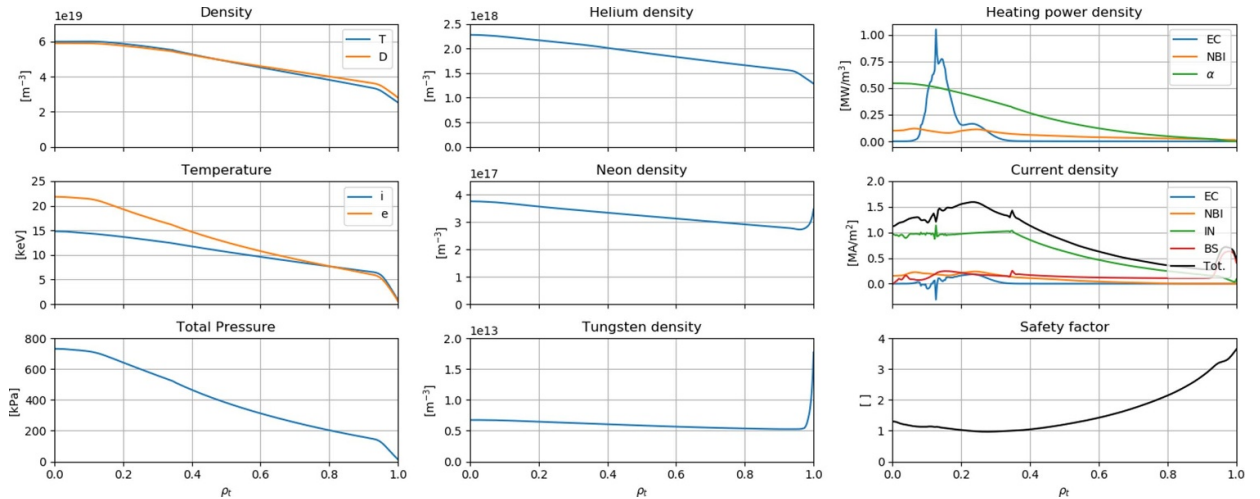 Density
1e19
6
4
2
0
[m⁻³]
T
D
Helium density
1e18
2.5
2.0
1.5
1.0
0.5
0.0
[m⁻³]
Heating power density
1.00
0.75
0.50
0.25
0.00
[MW/m³]
EC
NBI
α
Temperature
25
20
15
10
5
0
[keV]
i
e
Neon density
1e17
4
3
2
1
0
[m⁻³]
Current density
2.0
1.5
1.0
0.5
0.0
[MA/m²]
EC
NBI
IN
BS
Tot.
Total Pressure
800
600
400
200
0
[kPa]
0.0 0.2 0.4 0.6 0.8 1.0
ρt
Tungsten density
1e13
2.0
1.5
1.0
0.5
0.0
[m⁻³]
0.0 0.2 0.4 0.6 0.8 1.0
ρt
Safety factor
4
3
2
1
0
[ ]
0.0 0.2 0.4 0.6 0.8 1.0
ρt